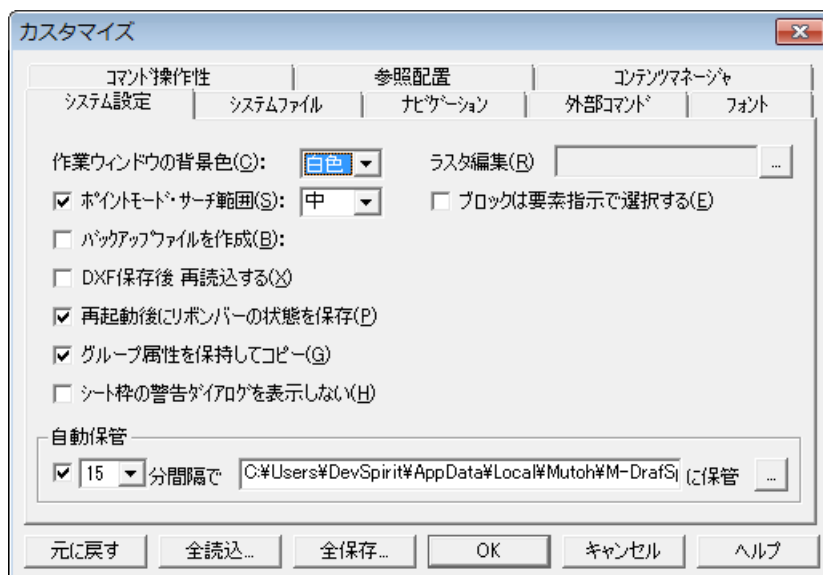 カスタマイズ
コマンド操作性 参照配置 コンテンツマネージャ
システム設定 システムファイル ナビゲーション 外部コマンド フォント
作業ウィンドウの背景色(C): 白色 ラスタ編集(R) ...
ポイントモード・サーチ範囲(S): 中 ブロックは要素指示で選択する(E)
バックアップファイルを作成(B):
DXF保存後 再読込する(X)
再起動後にリボンバーの状態を保存(P)
グループ属性を保持してコピー(G)
シート枠の警告ダイアログを表示しない(H)
自動保管
15 分間隔で C:¥Users¥DevSpirit¥AppData¥Local¥Mutoh¥M-DrafSp に保管 ...
元に戻す 全読込... 全保存... OK キャンセル ヘルプ